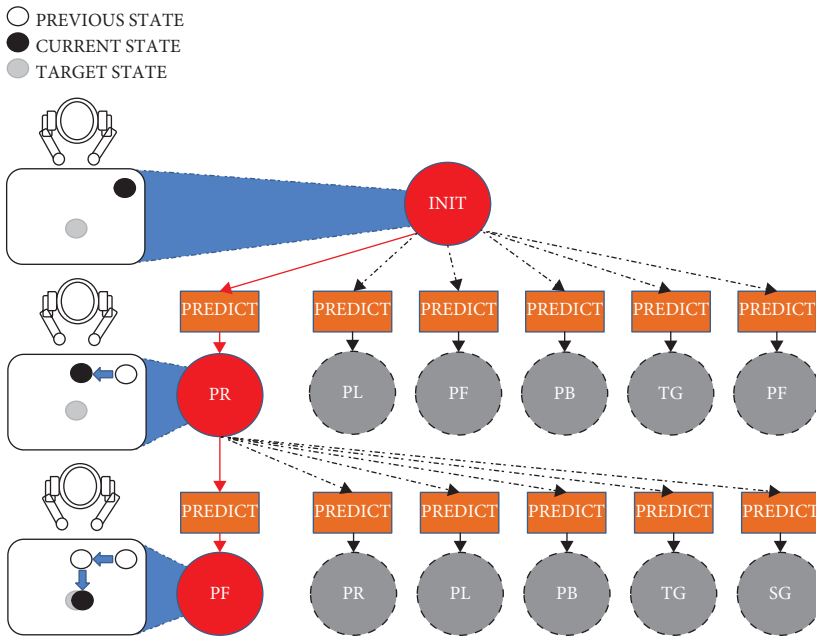 PREVIOUS STATE
CURRENT STATE
TARGET STATE
INIT
PREDICT PREDICT PREDICT PREDICT PREDICT PREDICT
PR PL PF PB TG PF
PREDICT PREDICT PREDICT PREDICT PREDICT PREDICT
PF PR PL PB TG SG